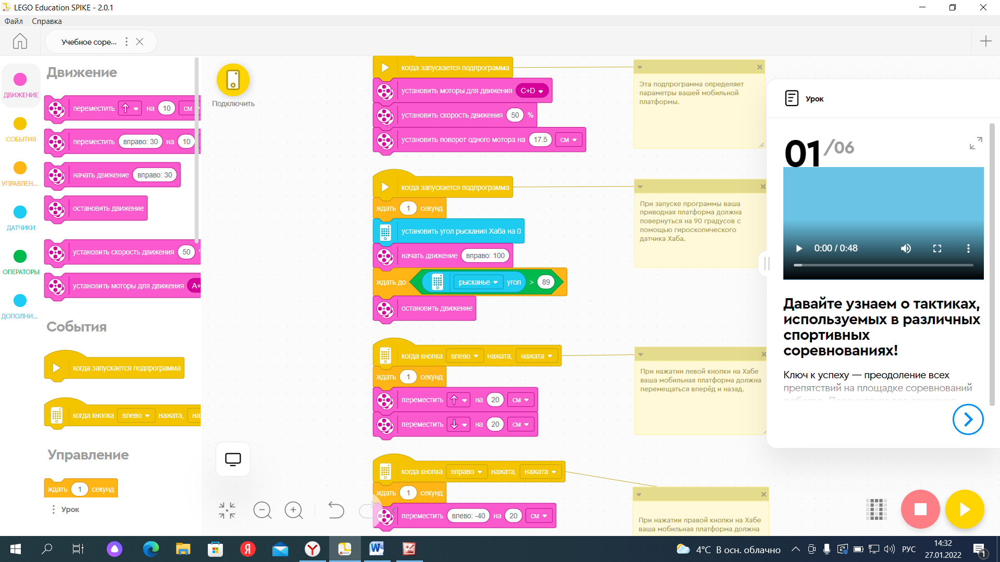 LEGO Education SPIKE - 2.0.1
Файл Справка
Учебное соре...
ДВИЖЕНИЕ
СОБЫТИЯ
УПРАВЛЕН...
ДАТЧИКИ
ОПЕРАТОРЫ
ДОПОЛНИ...
Движение
переместить на 10 см
переместить вправо: 30 на 10
начать движение вправо: 30
остановить движение
установить скорость движения 50
установить моторы для движения A+
События
когда запускается подпрограмма
когда кнопка влево нажата, на
Управление
ждать 1 секунд
Урок
Подключить
когда запускается подпрограмма
установить моторы для движения C+D
установить скорость движения 50 %
установить поворот одного мотора на 17.5 см
Эта подпрограмма определяет
параметры вашей мобильной
платформы.
когда запускается подпрограмма
ждать 1 секунд
установить угол рыскания Хаба на 0
начать движение вправо: 100
ждать до рысканье угол > 89
остановить движение
При запуске программы ваша
приводная платформа должна
повернуться на 90 градусов с
помощью гироскопического
датчика Хаба.
когда кнопка влево нажата, нажата
ждать 1 секунд
переместить на 20 см
переместить на 20 см
При нажатии левой кнопки на Хабе
ваша мобильная платформа должна
перемещаться вперёд и назад.
когда кнопка вправо нажата, нажата
ждать 1 секунд
переместить влево: -40 на 20 см
При нажатии правой кнопки на Хабе
ваша мобильная платформа должна
Урок
01/06
0:00 / 0:48
Давайте узнаем о тактиках,
используемых в различных
спортивных
соревнованиях!
Ключ к успеху — преодоление всех
препятствий на площадке соревнований
4°C В осн. облачно
РУС
14:32
27.01.2022
1